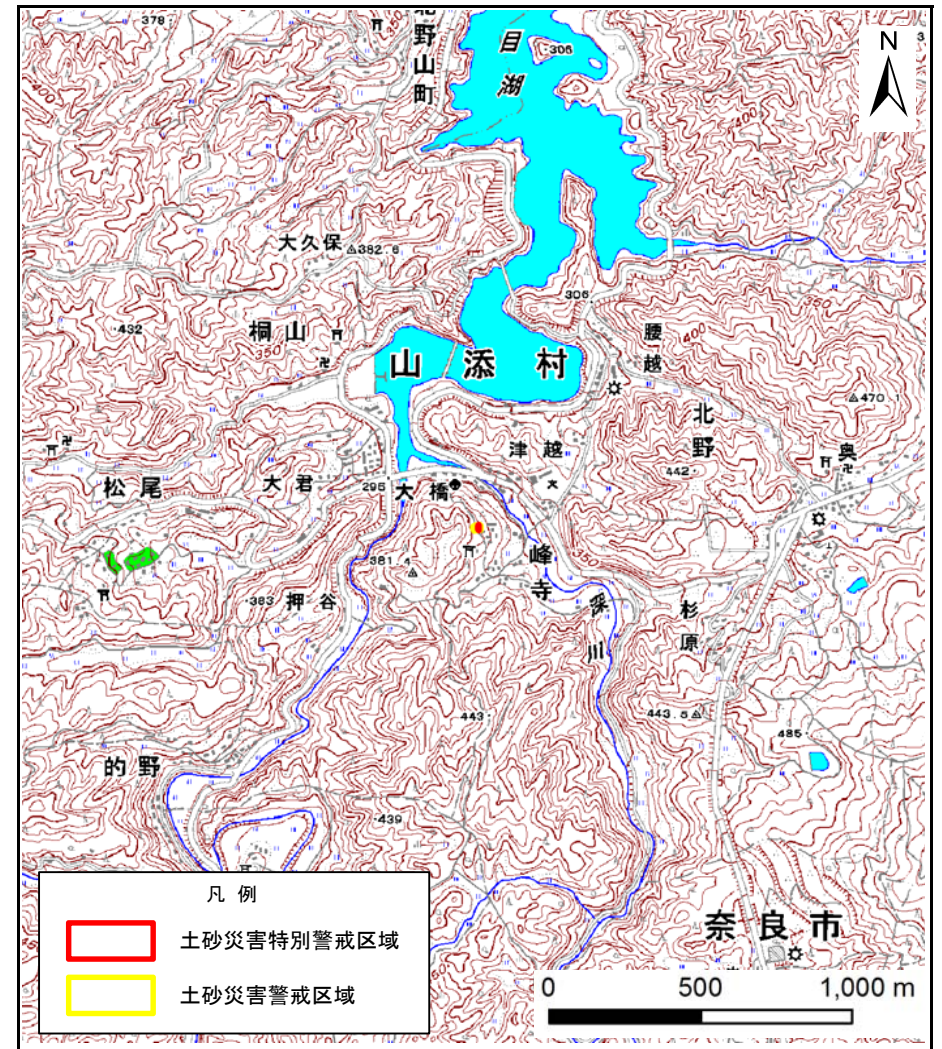 378
北野山町
目湖
306
N
400
400
大久保
382.6
350
306
432
桐山
350
腰越
400
山添村
470.1
北野
津越
奥
442
松尾
大君
295
大橋
350
381.4
峰寺
383
押谷
杉原
川
443.5
443
485
的野
439
奈良市
凡 例
土砂災害特別警戒区域
土砂災害警戒区域
0 500 1,000 m